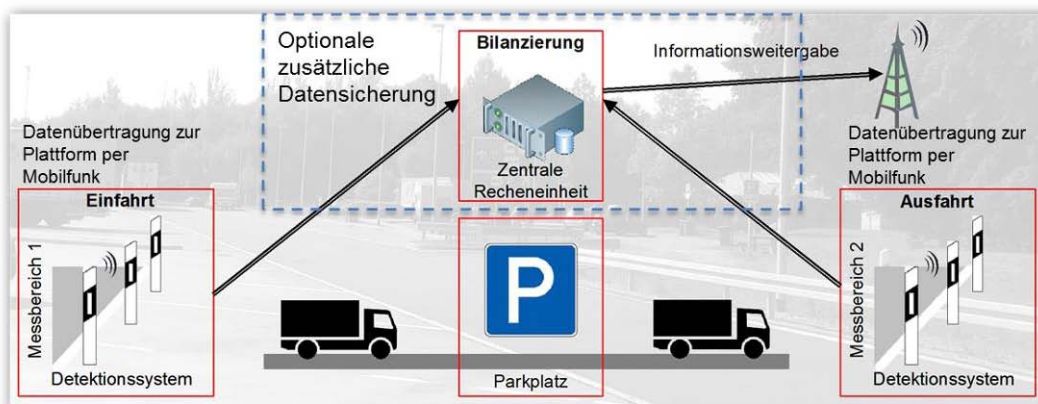 Optionale
zusätzliche
Datensicherung
Bilanzierung
Informationsweitergabe
Zentrale
Recheneinheit
Datenübertragung zur
Plattform per
Mobilfunk
Einfahrt
Messbereich 1
Detektionssystem
P
Parkplatz
Datenübertragung zur
Plattform per
Mobilfunk
Ausfahrt
Messbereich 2
Detektionssystem